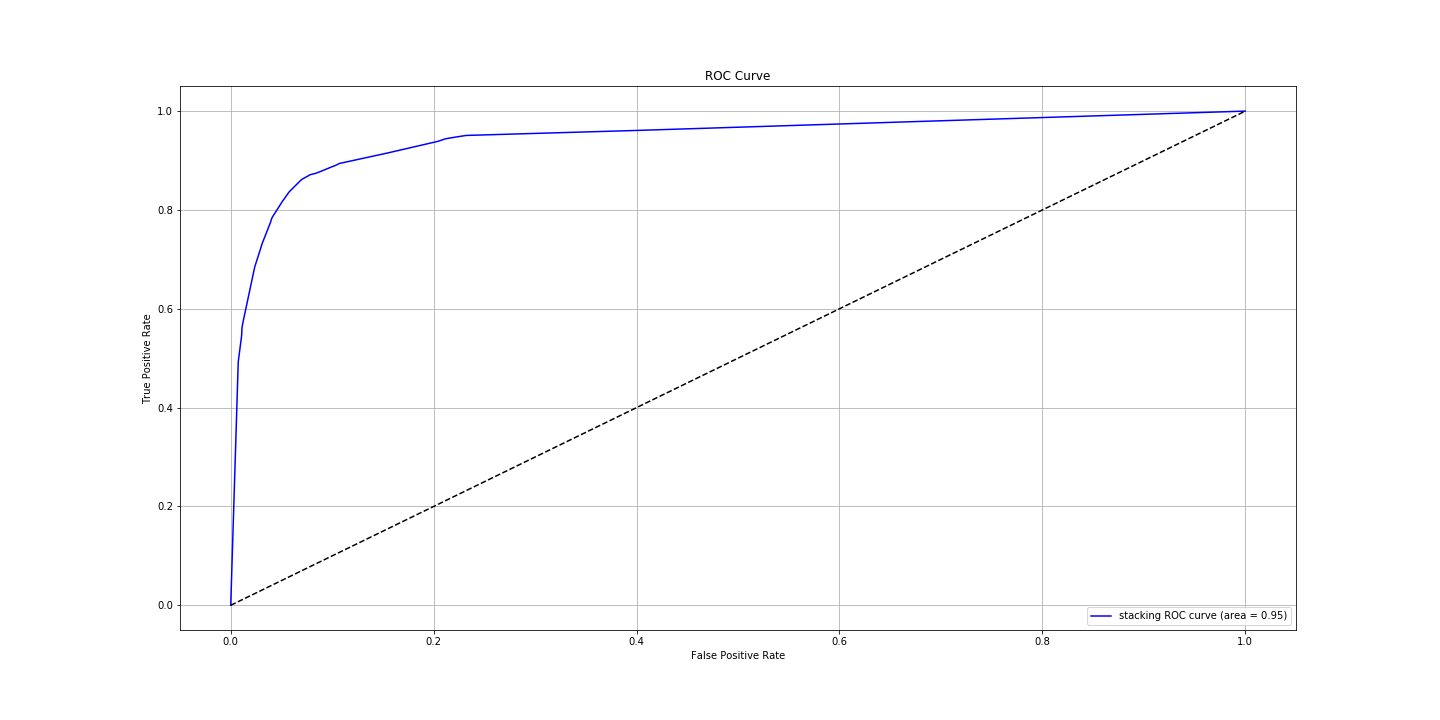 ROC Curve
1.0
0.8
0.6
0.4
0.2
0.0
True Positive Rate
0.0 0.2 0.4 0.6 0.8 1.0
False Positive Rate
stacking ROC curve (area = 0.95)